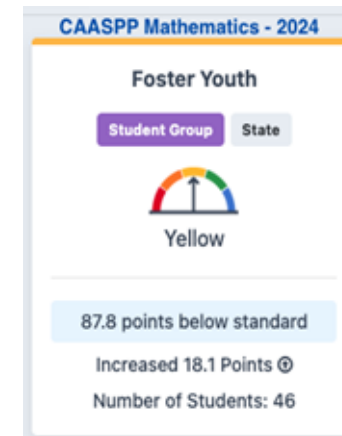 CAASPP Mathematics - 2024
Foster Youth
Student Group State
Yellow
87.8 points below standard
Increased 18.1 Points
Number of Students: 46